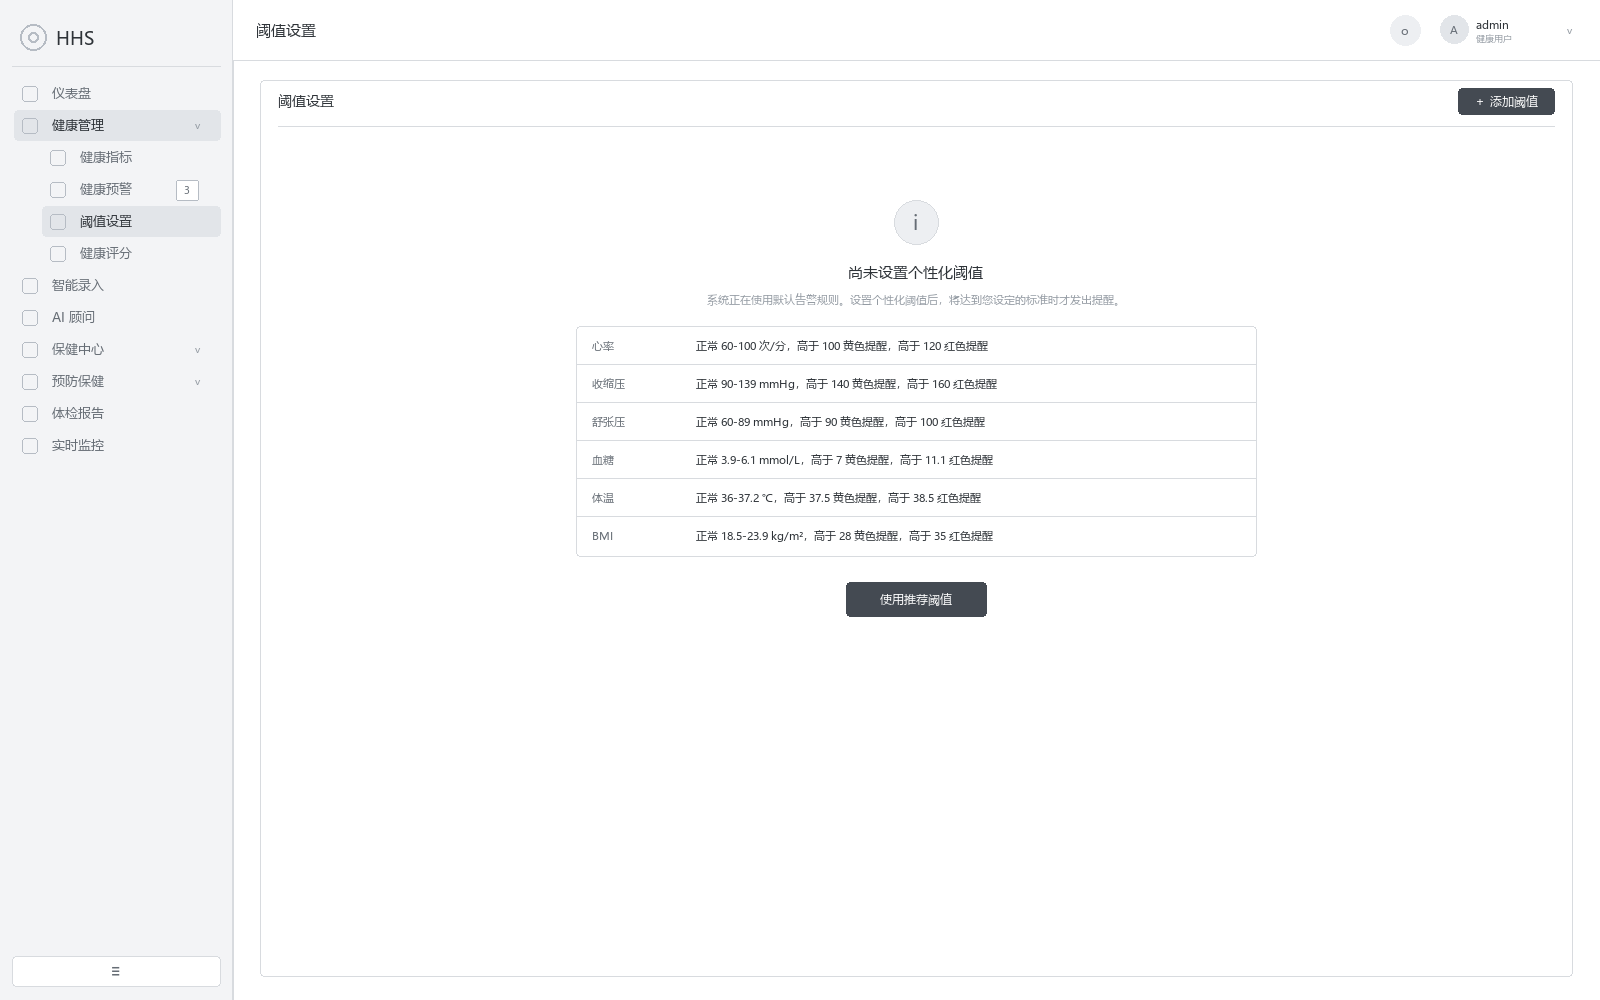 HHS
仪表盘
健康管理 v
健康指标
健康预警 3
阈值设置
健康评分
智能录入
AI 顾问
保健中心 v
预防保健 v
体检报告
实时监控
阈值设置
o
A admin v
健康用户
阈值设置
+ 添加阈值
i
尚未设置个性化阈值
系统正在使用默认告警规则。设置个性化阈值后，将达到您设定的标准时才发出提醒。
心率 正常 60-100 次/分，高于 100 黄色提醒，高于 120 红色提醒
收缩压 正常 90-139 mmHg，高于 140 黄色提醒，高于 160 红色提醒
舒张压 正常 60-89 mmHg，高于 90 黄色提醒，高于 100 红色提醒
血糖 正常 3.9-6.1 mmol/L，高于 7 黄色提醒，高于 11.1 红色提醒
体温 正常 36-37.2 ℃，高于 37.5 黄色提醒，高于 38.5 红色提醒
BMI 正常 18.5-23.9 kg/m²，高于 28 黄色提醒，高于 35 红色提醒
使用推荐阈值